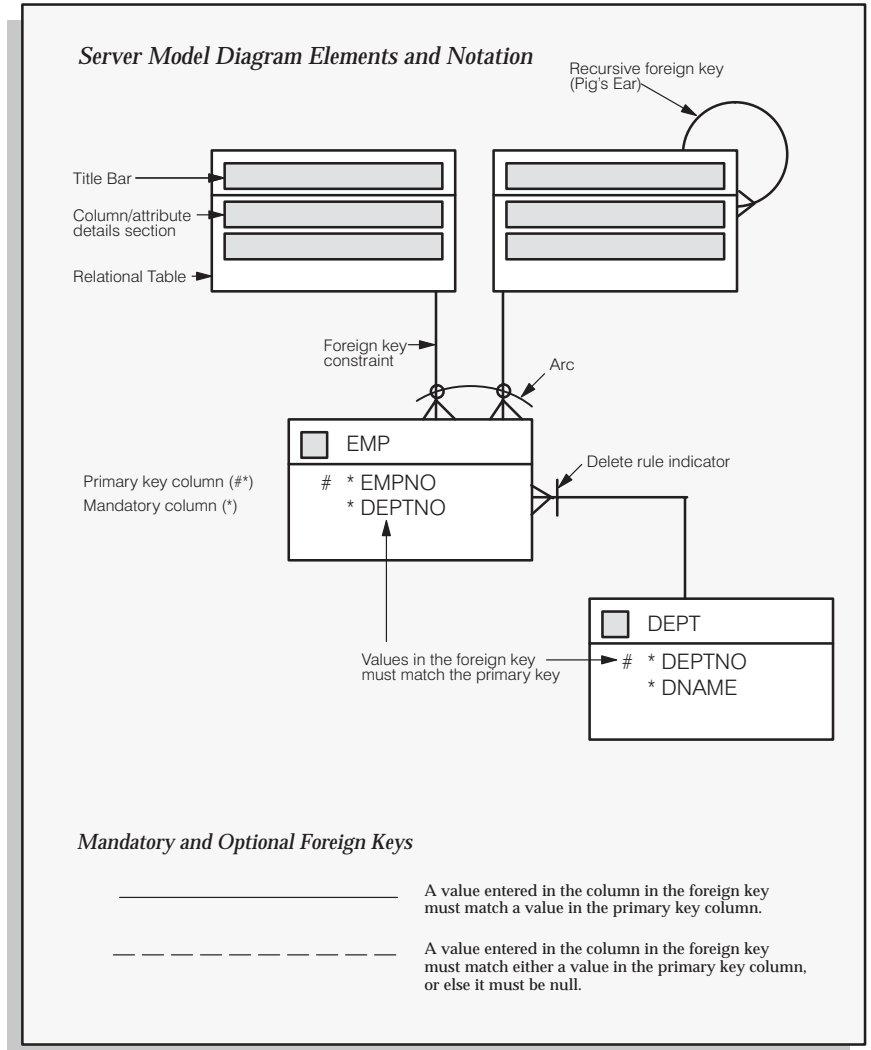 Server Model Diagram Elements and Notation
Recursive foreign key
(Pig's Ear)
Title Bar
Column/attribute
details section
Relational Table
Foreign key
constraint
Arc
EMP
Primary key column (#*)
# * EMPNO
Mandatory column (*)
* DEPTNO
Delete rule indicator
DEPT
Values in the foreign key
must match the primary key
# * DEPTNO
* DNAME
Mandatory and Optional Foreign Keys
A value entered in the column in the foreign key
must match a value in the primary key column.
A value entered in the column in the foreign key
must match either a value in the primary key column,
or else it must be null.